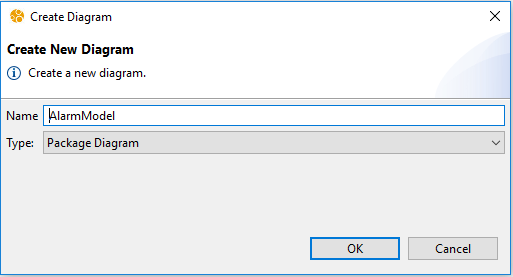 Create Diagram
Create New Diagram
Create a new diagram.
Name AlarmModel
Type: Package Diagram
OK Cancel